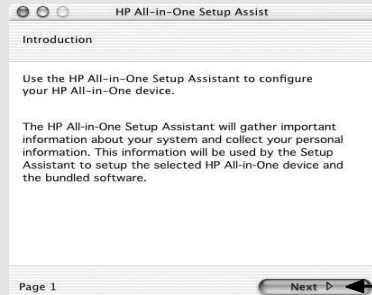 HP All-in-One Setup Assist
Introduction
Use the HP All-in-One Setup Assistant to configure
your HP All-in-One device.
The HP All-in-One Setup Assistant will gather important
information about your system and collect your personal
information. This information will be used by the Setup
Assistant to setup the selected HP All-in-One device and
the bundled software.
Page 1
Next